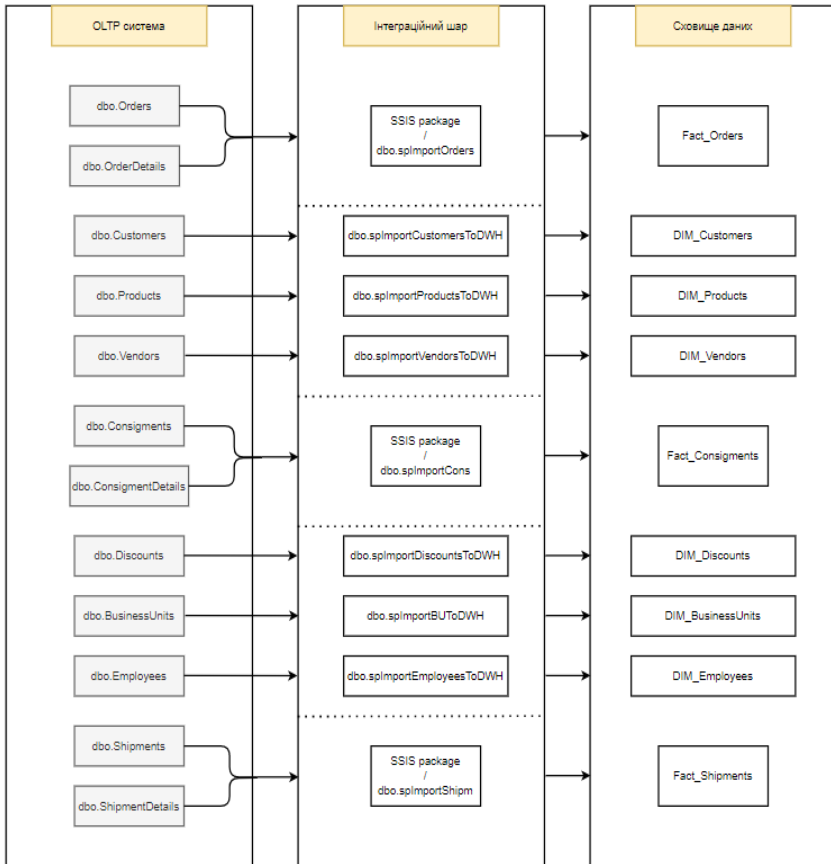 OLTP система
Інтеграційний шар
Сховище даних
dbo.Orders
dbo.OrderDetails
SSIS package
/
dbo.spImportOrders
Fact_Orders
dbo.Customers
dbo.spImportCustomersToDWH
DIM_Customers
dbo.Products
dbo.spImportProductsToDWH
DIM_Products
dbo.Vendors
dbo.spImportVendorsToDWH
DIM_Vendors
dbo.Consigments
dbo.ConsigmentDetails
SSIS package
/
dbo.spImportCons
Fact_Consigments
dbo.Discounts
dbo.spImportDiscountsToDWH
DIM_Discounts
dbo.BusinessUnits
dbo.spImportBUToDWH
DIM_BusinessUnits
dbo.Employees
dbo.spImportEmployeesToDWH
DIM_Employees
dbo.Shipments
dbo.ShipmentDetails
SSIS package
/
dbo.spImportShipm
Fact_Shipments